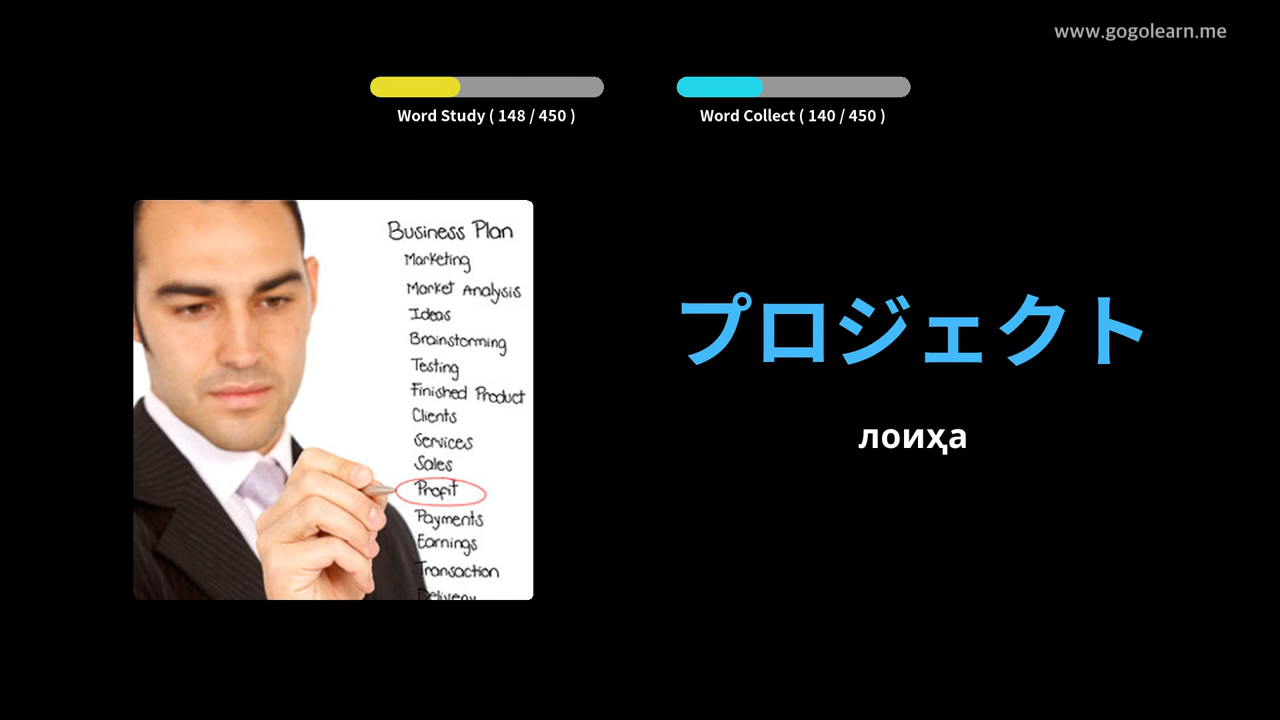 www.gogolearn.me
Word Study ( 148 / 450 )
Word Collect ( 140 / 450 )
Business Plan
Marketing
Market Analysis
Ideas
Brainstorming
Testing
Finished Product
Clients
Services
Sales
Profit
Payments
Earnings
Transaction
Delivery
プロジェクト
лоиҳа